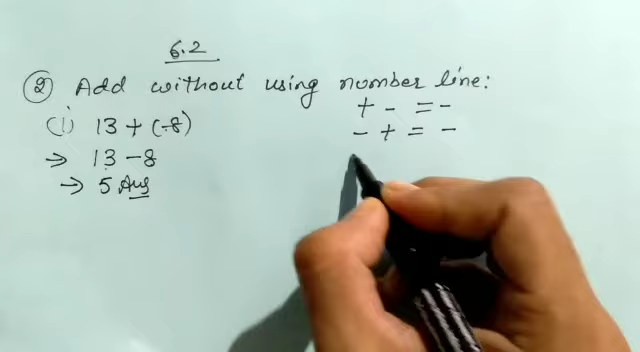 6.2
② Add without using number line:
(i) 13 + (-8)
→ 13 - 8
→ 5 Ans
+ - = -
- + = -